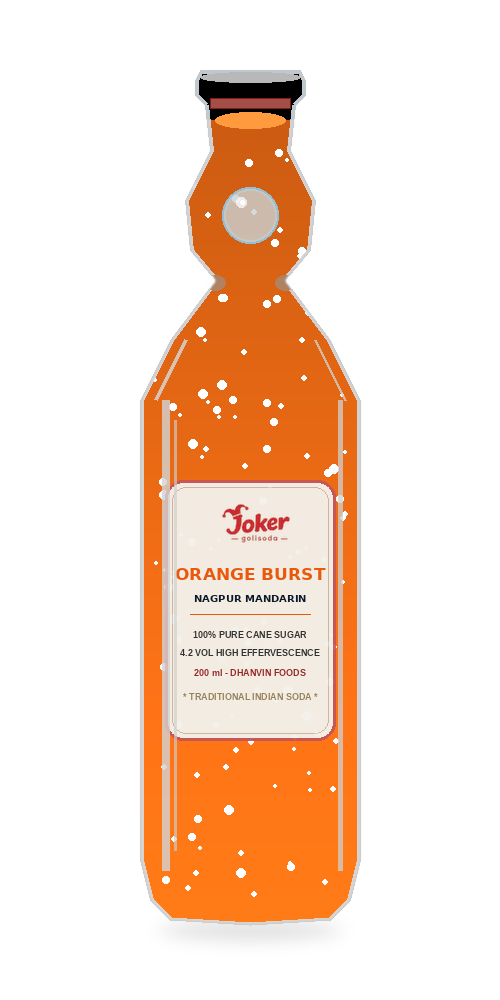 Joker
— golisoda —
ORANGE BURST
NAGPUR MANDARIN
100% PURE CANE SUGAR
4.2 VOL HIGH EFFERVESCENCE
200 ml - DHANVIN FOODS
* TRADITIONAL INDIAN SODA *